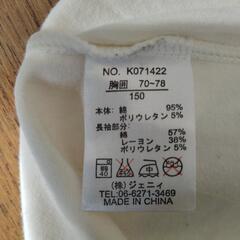 NO. K071422
胸囲 70~78
150
本体: 綿 95%
ポリウレタン 5%
長袖部分:
綿 57%
レーヨン 38%
ポリウレタン 5%
40
中
(株)ジェニィ
TEL:06-6271-3469
MADE IN CHINA